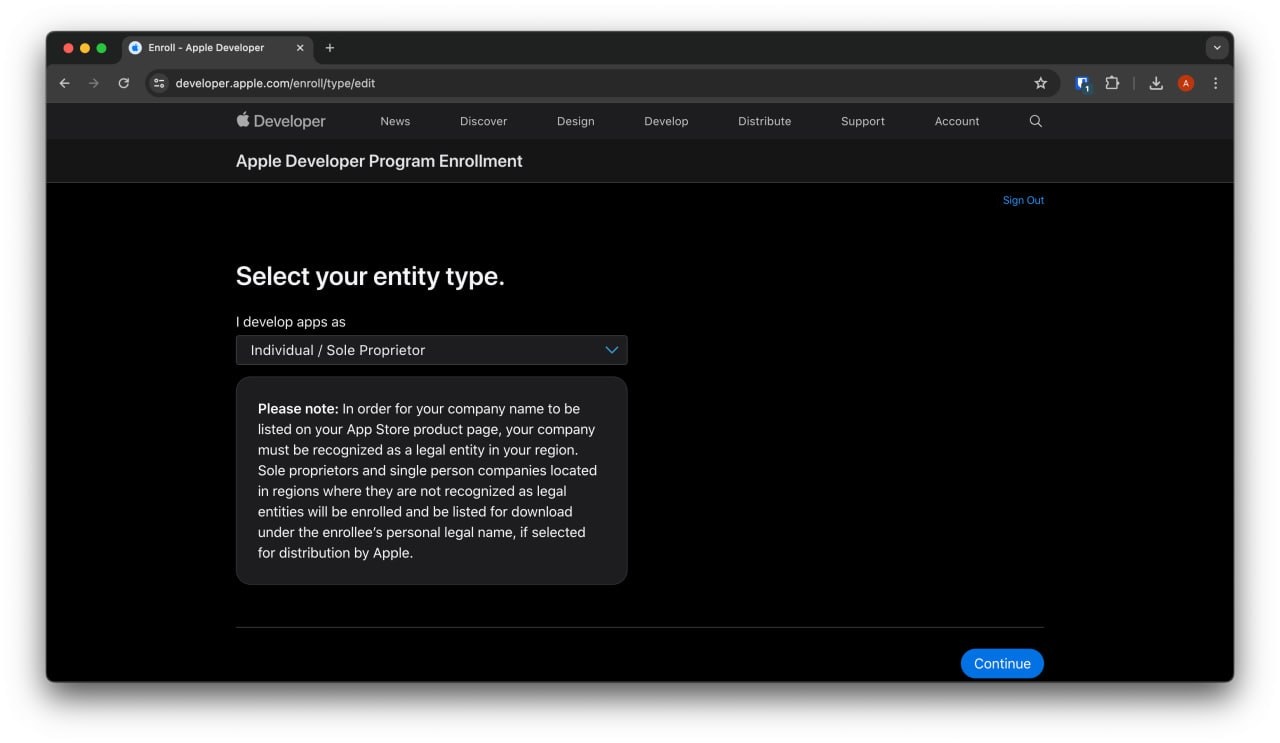 Enroll - Apple Developer
developer.apple.com/enroll/type/edit
1
A
Developer News Discover Design Develop Distribute Support Account
Apple Developer Program Enrollment
Sign Out
Select your entity type.
I develop apps as
Individual / Sole Proprietor
Please note: In order for your company name to be
listed on your App Store product page, your company
must be recognized as a legal entity in your region.
Sole proprietors and single person companies located
in regions where they are not recognized as legal
entities will be enrolled and be listed for download
under the enrollee’s personal legal name, if selected
for distribution by Apple.
Continue